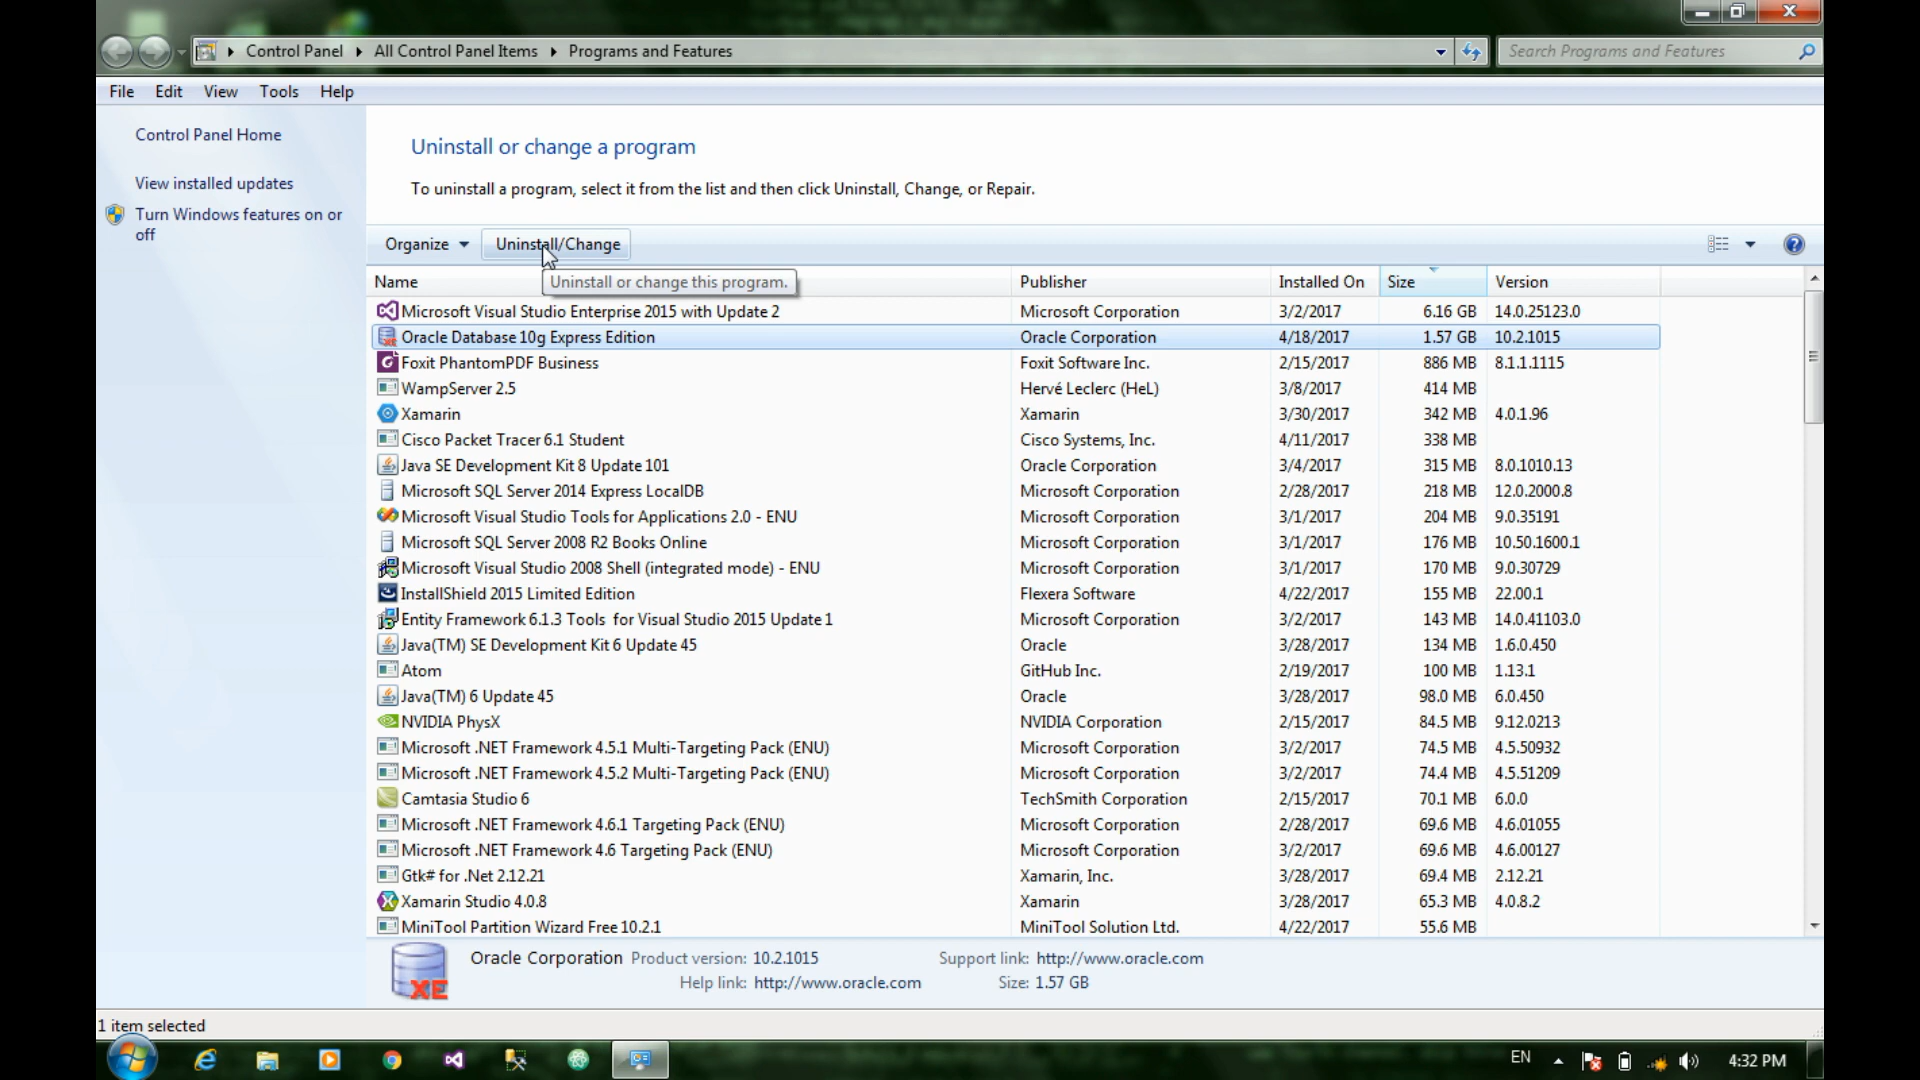 Control Panel All Control Panel Items Programs and Features Search Programs and Features
File Edit View Tools Help
Control Panel Home
View installed updates
Turn Windows features on or
off
Uninstall or change a program
To uninstall a program, select it from the list and then click Uninstall, Change, or Repair.
Organize Uninstall/Change
Uninstall or change this program.
Name Publisher Installed On Size Version
Microsoft Visual Studio Enterprise 2015 with Update 2 Microsoft Corporation 3/2/2017 6.16 GB 14.0.25123.0
Oracle Database 10g Express Edition Oracle Corporation 4/18/2017 1.57 GB 10.2.1015
Foxit PhantomPDF Business Foxit Software Inc. 2/15/2017 886 MB 8.1.1.1115
WampServer 2.5 Hervé Leclerc (HeL) 3/8/2017 414 MB
Xamarin Xamarin 3/30/2017 342 MB 4.0.1.96
Cisco Packet Tracer 6.1 Student Cisco Systems, Inc. 4/11/2017 338 MB
Java SE Development Kit 8 Update 101 Oracle Corporation 3/4/2017 315 MB 8.0.1010.13
Microsoft SQL Server 2014 Express LocalDB Microsoft Corporation 2/28/2017 218 MB 12.0.2000.8
Microsoft Visual Studio Tools for Applications 2.0 - ENU Microsoft Corporation 3/1/2017 204 MB 9.0.35191
Microsoft SQL Server 2008 R2 Books Online Microsoft Corporation 3/1/2017 176 MB 10.50.1600.1
Microsoft Visual Studio 2008 Shell (integrated mode) - ENU Microsoft Corporation 3/1/2017 170 MB 9.0.30729
InstallShield 2015 Limited Edition Flexera Software 4/22/2017 155 MB 22.00.1
Entity Framework 6.1.3 Tools for Visual Studio 2015 Update 1 Microsoft Corporation 3/2/2017 143 MB 14.0.41103.0
Java(TM) SE Development Kit 6 Update 45 Oracle 3/28/2017 134 MB 1.6.0.450
Atom GitHub Inc. 2/19/2017 100 MB 1.13.1
Java(TM) 6 Update 45 Oracle 3/28/2017 98.0 MB 6.0.450
NVIDIA PhysX NVIDIA Corporation 2/15/2017 84.5 MB 9.12.0213
Microsoft .NET Framework 4.5.1 Multi-Targeting Pack (ENU) Microsoft Corporation 3/2/2017 74.5 MB 4.5.50932
Microsoft .NET Framework 4.5.2 Multi-Targeting Pack (ENU) Microsoft Corporation 3/2/2017 74.4 MB 4.5.51209
Camtasia Studio 6 TechSmith Corporation 2/15/2017 70.1 MB 6.0.0
Microsoft .NET Framework 4.6.1 Targeting Pack (ENU) Microsoft Corporation 2/28/2017 69.6 MB 4.6.01055
Microsoft .NET Framework 4.6 Targeting Pack (ENU) Microsoft Corporation 3/2/2017 69.6 MB 4.6.00127
Gtk# for .Net 2.12.21 Xamarin, Inc. 3/28/2017 69.4 MB 2.12.21
Xamarin Studio 4.0.8 Xamarin 3/28/2017 65.3 MB 4.0.8.2
MiniTool Partition Wizard Free 10.2.1 MiniTool Solution Ltd. 4/22/2017 55.6 MB
Oracle Corporation Product version: 10.2.1015 Support link: http://www.oracle.com
XE Help link: http://www.oracle.com Size: 1.57 GB
1 item selected
EN 4:32 PM